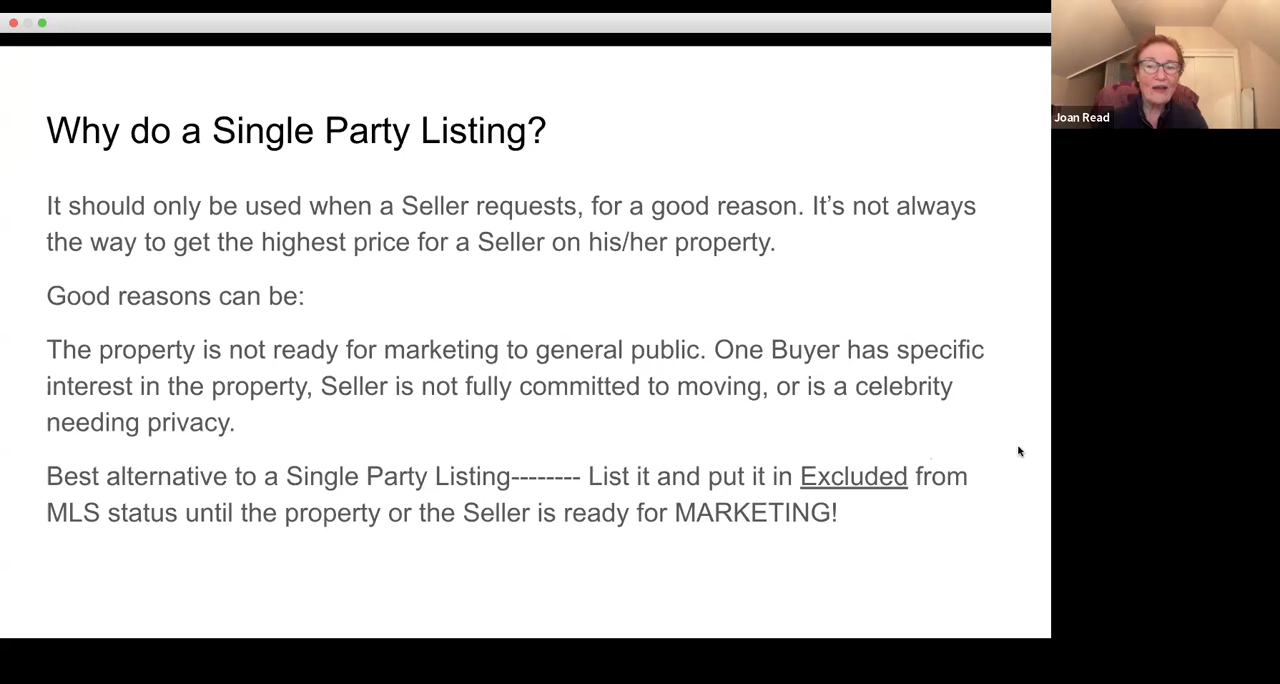 Why do a Single Party Listing?
It should only be used when a Seller requests, for a good reason. It’s not always
the way to get the highest price for a Seller on his/her property.
Good reasons can be:
The property is not ready for marketing to general public. One Buyer has specific
interest in the property, Seller is not fully committed to moving, or is a celebrity
needing privacy.
Best alternative to a Single Party Listing-------- List it and put it in Excluded from
MLS status until the property or the Seller is ready for MARKETING!
Joan Read